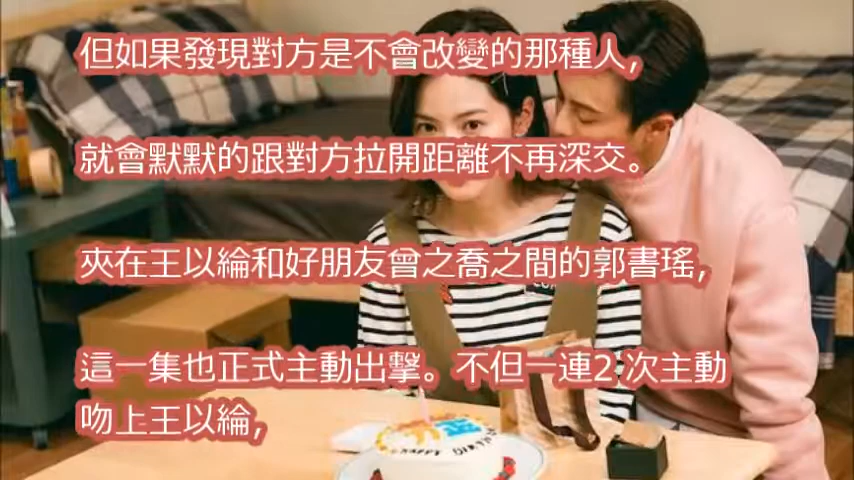 但如果發現對方是不會改變的那種人，
就會默默的跟對方拉開距離不再深交。
夾在王以綸和好朋友曾之喬之間的郭書瑤，
這一集也正式主動出擊。不但一連2 次主動
吻上王以綸，
HAPPY BIRTHDAY